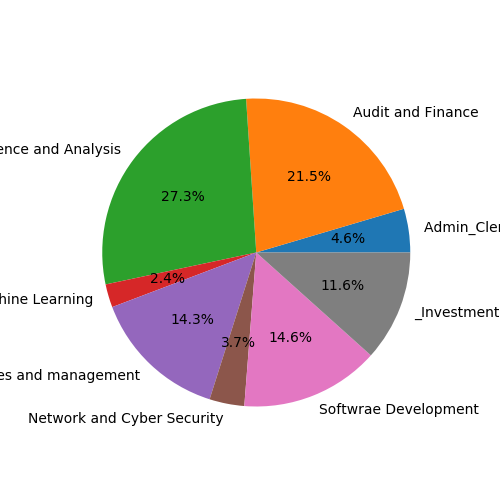 Audit and Finance
ence and Analysis
21.5%
27.3%
Admin_Cler
4.6%
2.4%
11.6%
hine Learning
_Investment
14.3%
14.6%
3.7%
es and management
Softwrae Development
Network and Cyber Security